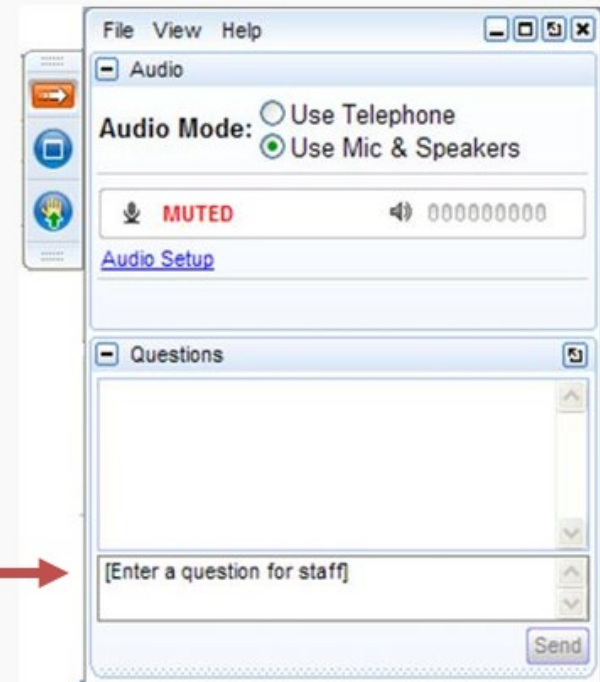 File View Help
Audio
Audio Mode:
Use Telephone
Use Mic & Speakers
MUTED
000000000
Audio Setup
Questions
[Enter a question for staff]
Send